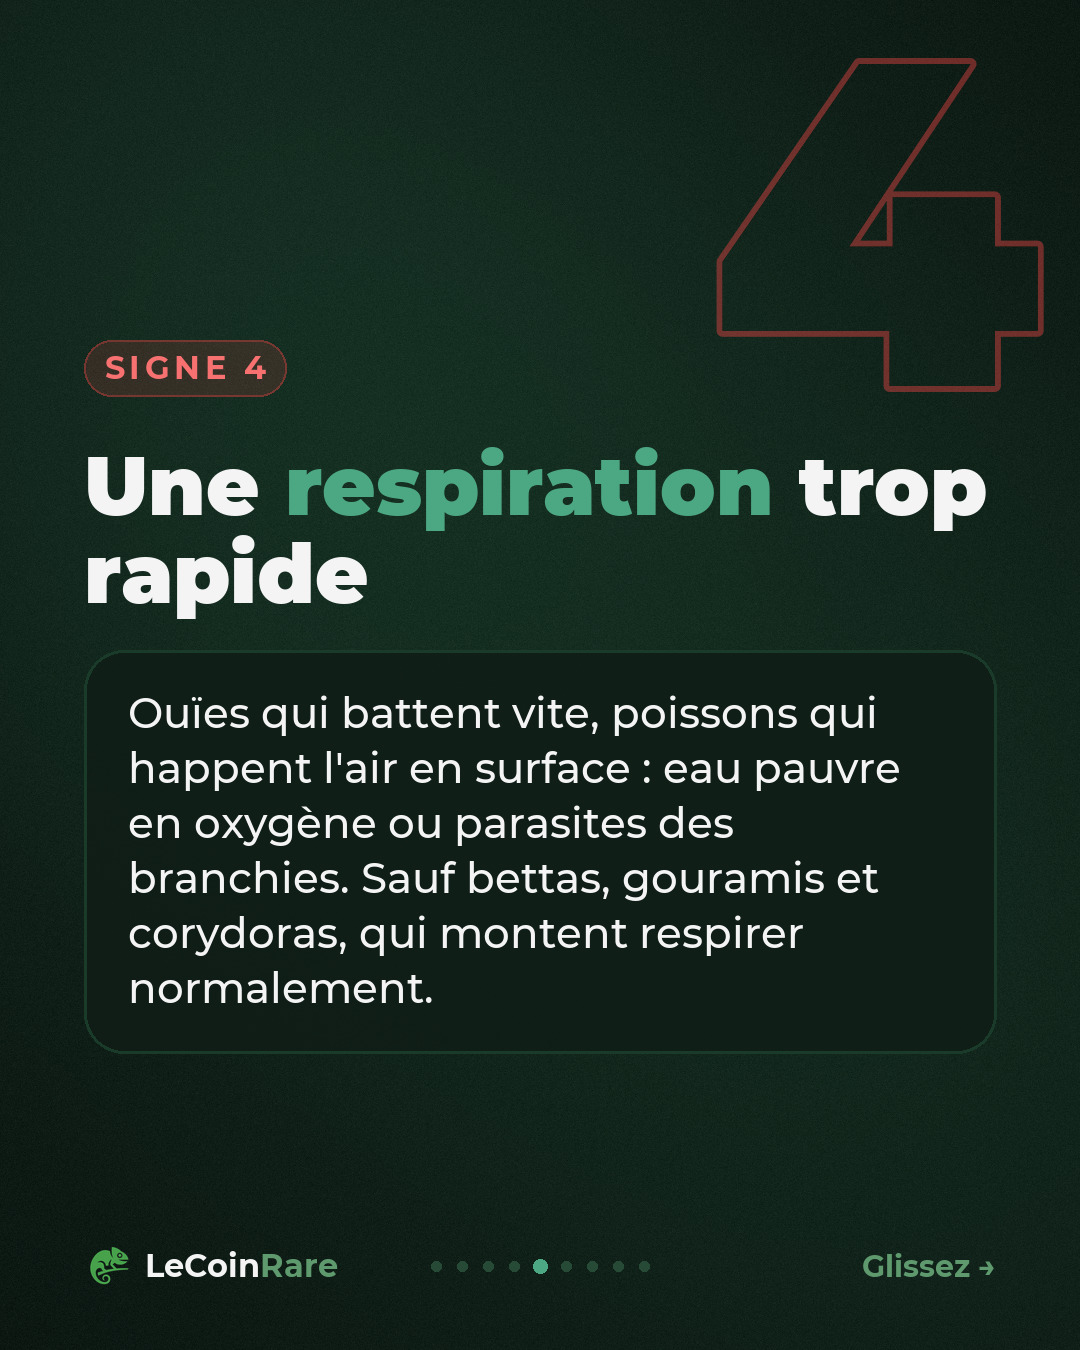 4
SIGNE 4
Une respiration trop
rapide
Ouïes qui battent vite, poissons qui
happent l'air en surface : eau pauvre
en oxygène ou parasites des
branchies. Sauf bettas, gouramis et
corydoras, qui montent respirer
normalement.
LeCoinRare
Glissez →